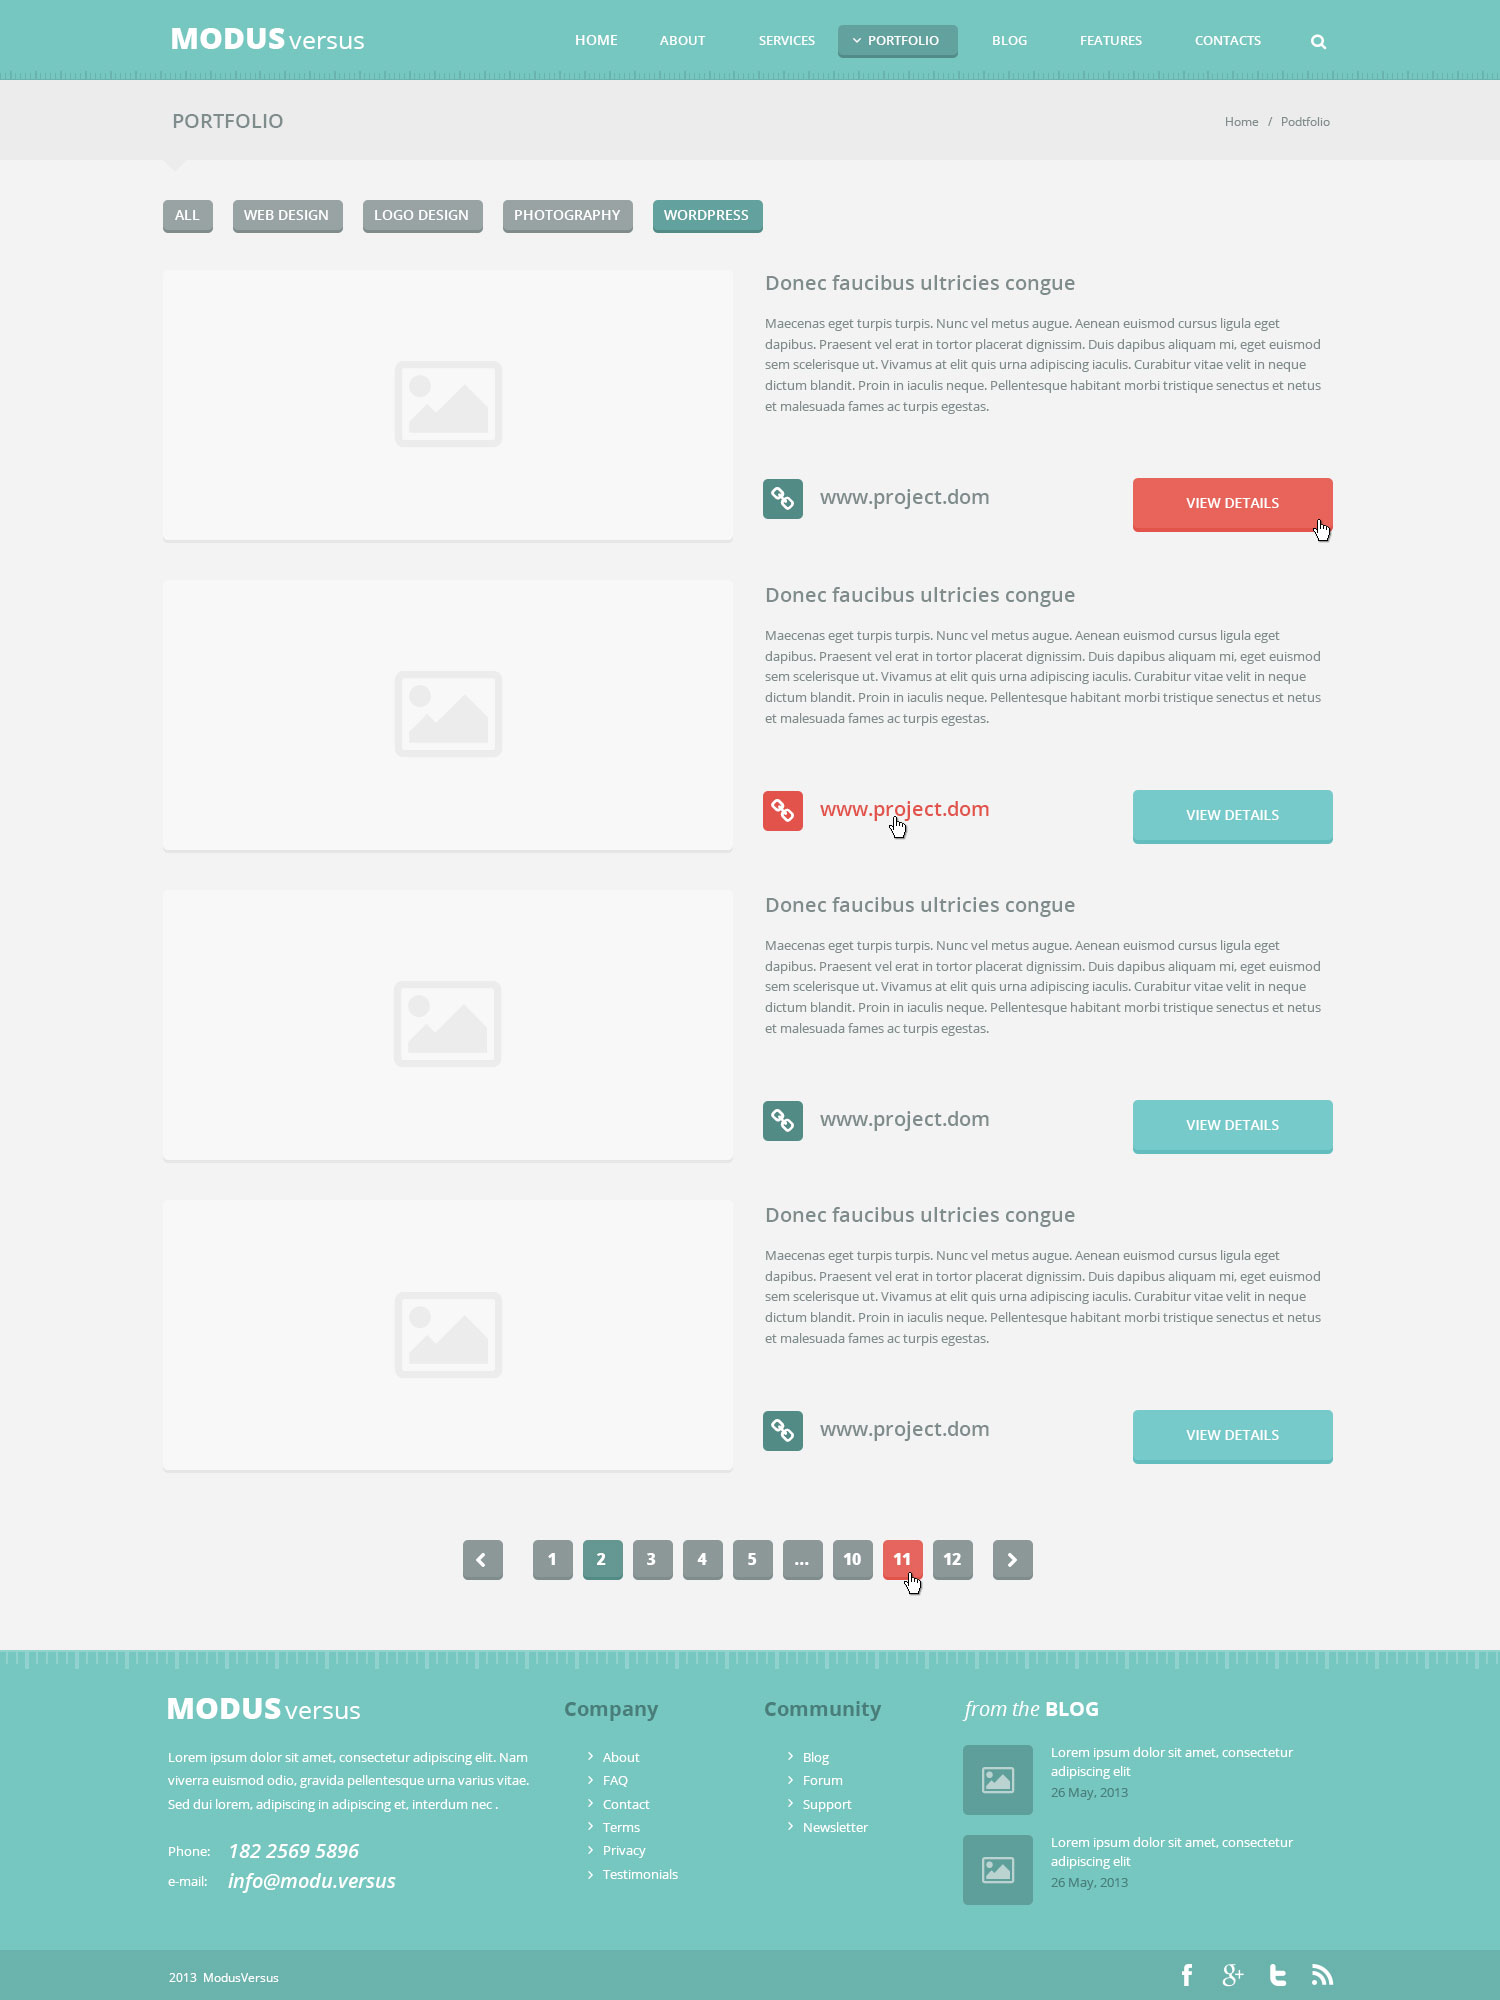 MODUS versus
HOME ABOUT SERVICES PORTFOLIO BLOG FEATURES CONTACTS
PORTFOLIO
Home / Podtfolio
ALL WEB DESIGN LOGO DESIGN PHOTOGRAPHY WORDPRESS
Donec faucibus ultricies congue
Maecenas eget turpis turpis. Nunc vel metus augue. Aenean euismod cursus ligula eget
dapibus. Praesent vel erat in tortor placerat dignissim. Duis dapibus aliquam mi, eget euismod
sem scelerisque ut. Vivamus at elit quis urna adipiscing iaculis. Curabitur vitae velit in neque
dictum blandit. Proin in iaculis neque. Pellentesque habitant morbi tristique senectus et netus
et malesuada fames ac turpis egestas.
www.project.dom
VIEW DETAILS
Donec faucibus ultricies congue
Maecenas eget turpis turpis. Nunc vel metus augue. Aenean euismod cursus ligula eget
dapibus. Praesent vel erat in tortor placerat dignissim. Duis dapibus aliquam mi, eget euismod
sem scelerisque ut. Vivamus at elit quis urna adipiscing iaculis. Curabitur vitae velit in neque
dictum blandit. Proin in iaculis neque. Pellentesque habitant morbi tristique senectus et netus
et malesuada fames ac turpis egestas.
www.project.dom
VIEW DETAILS
Donec faucibus ultricies congue
Maecenas eget turpis turpis. Nunc vel metus augue. Aenean euismod cursus ligula eget
dapibus. Praesent vel erat in tortor placerat dignissim. Duis dapibus aliquam mi, eget euismod
sem scelerisque ut. Vivamus at elit quis urna adipiscing iaculis. Curabitur vitae velit in neque
dictum blandit. Proin in iaculis neque. Pellentesque habitant morbi tristique senectus et netus
et malesuada fames ac turpis egestas.
www.project.dom
VIEW DETAILS
Donec faucibus ultricies congue
Maecenas eget turpis turpis. Nunc vel metus augue. Aenean euismod cursus ligula eget
dapibus. Praesent vel erat in tortor placerat dignissim. Duis dapibus aliquam mi, eget euismod
sem scelerisque ut. Vivamus at elit quis urna adipiscing iaculis. Curabitur vitae velit in neque
dictum blandit. Proin in iaculis neque. Pellentesque habitant morbi tristique senectus et netus
et malesuada fames ac turpis egestas.
www.project.dom
VIEW DETAILS
1 2 3 4 5 ... 10 11 12
MODUS versus
Lorem ipsum dolor sit amet, consectetur adipiscing elit. Nam
viverra euismod odio, gravida pellentesque urna varius vitae.
Sed dui lorem, adipiscing in adipiscing et, interdum nec .
Phone: 182 2569 5896
e-mail: info@modu.versus
Company
About
FAQ
Contact
Terms
Privacy
Testimonials
Community
Blog
Forum
Support
Newsletter
from the BLOG
Lorem ipsum dolor sit amet, consectetur
adipiscing elit
26 May, 2013
Lorem ipsum dolor sit amet, consectetur
adipiscing elit
26 May, 2013
2013 ModusVersus